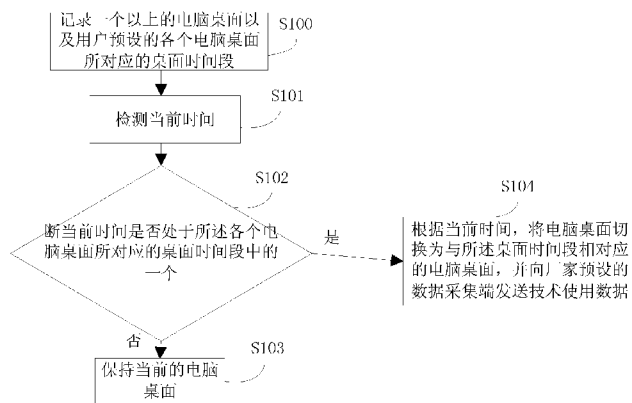 记录一个以上的电脑桌面以
及用户预设的各个电脑桌面
所对应的桌面时间段
S100
检测当前时间
S101
断当前时间是否处于所述各个电
脑桌面所对应的桌面时间段中的
一个
S102
是
根据当前时间，将电脑桌面切
换为与所述桌面时间段和对应
的电脑桌面，并向厂家预设的
数据采集端发送技术使用数据
S104
否
保持当前的电脑
桌面
S103